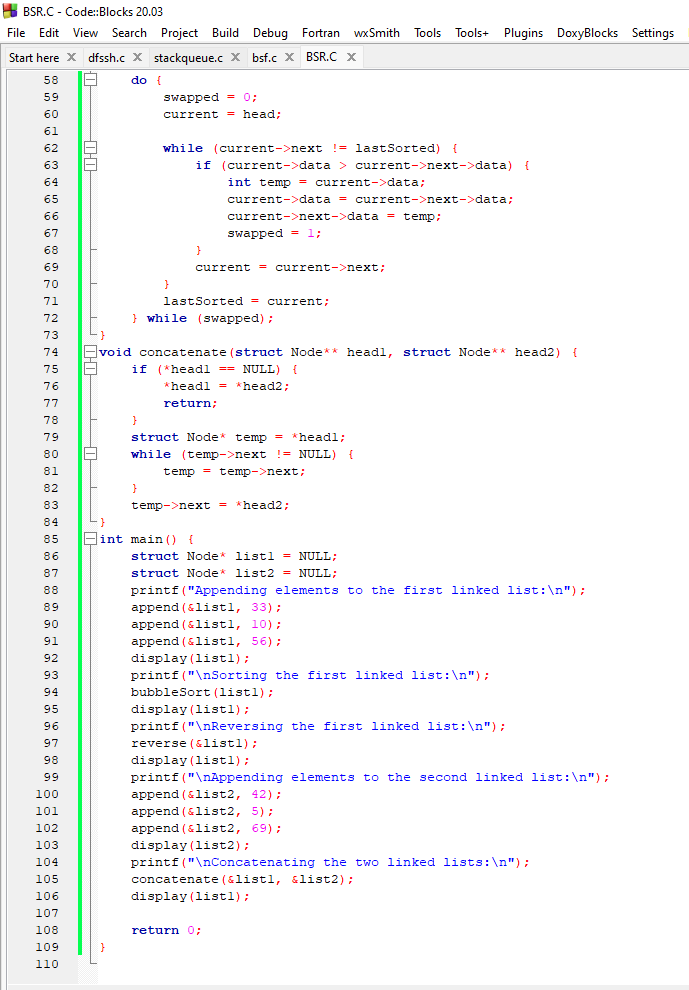 BSR.C - Code::Blocks 20.03
File Edit View Search Project Build Debug Fortran wxSmith Tools Tools+ Plugins DoxyBlocks Settings
Start here X dfssh.c X stackqueue.c X bsf.c X BSR.C X
58 do {
59 swapped = 0;
60 current = head;
61
62 while (current->next != lastSorted) {
63 if (current->data > current->next->data) {
64 int temp = current->data;
65 current->data = current->next->data;
66 current->next->data = temp;
67 swapped = 1;
68 }
69 current = current->next;
70 }
71 lastSorted = current;
72 } while (swapped);
73 }
74 void concatenate(struct Node** head1, struct Node** head2) {
75 if (*head1 == NULL) {
76 *head1 = *head2;
77 return;
78 }
79 struct Node* temp = *head1;
80 while (temp->next != NULL) {
81 temp = temp->next;
82 }
83 temp->next = *head2;
84 }
85 int main() {
86 struct Node* list1 = NULL;
87 struct Node* list2 = NULL;
88 printf("Appending elements to the first linked list:\n");
89 append(&list1, 33);
90 append(&list1, 10);
91 append(&list1, 56);
92 display(list1);
93 printf("\nSorting the first linked list:\n");
94 bubbleSort(list1);
95 display(list1);
96 printf("\nReversing the first linked list:\n");
97 reverse(&list1);
98 display(list1);
99 printf("\nAppending elements to the second linked list:\n");
100 append(&list2, 42);
101 append(&list2, 5);
102 append(&list2, 69);
103 display(list2);
104 printf("\nConcatenating the two linked lists:\n");
105 concatenate(&list1, &list2);
106 display(list1);
107
108 return 0;
109 }
110